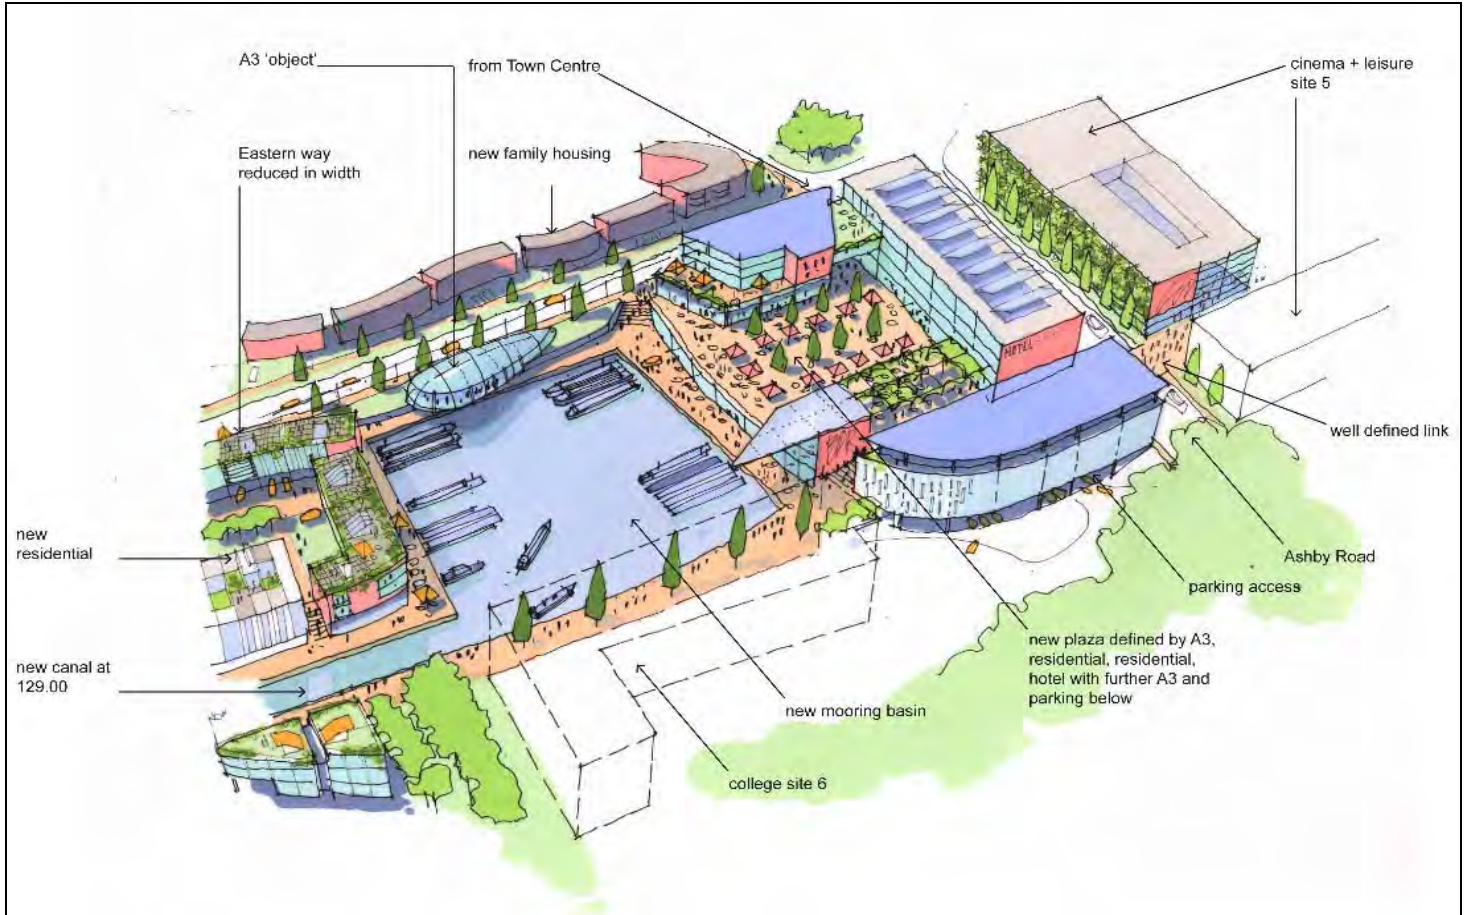 A3 'object'
from Town Centre
cinema + leisure
site 5
Eastern way
reduced in width
new family housing
HOTEL
well defined link
new
residential
Ashby Road
parking access
new plaza defined by A3,
residential, residential,
hotel with further A3 and
parking below
new canal at
129.00
new mooring basin
college site 6